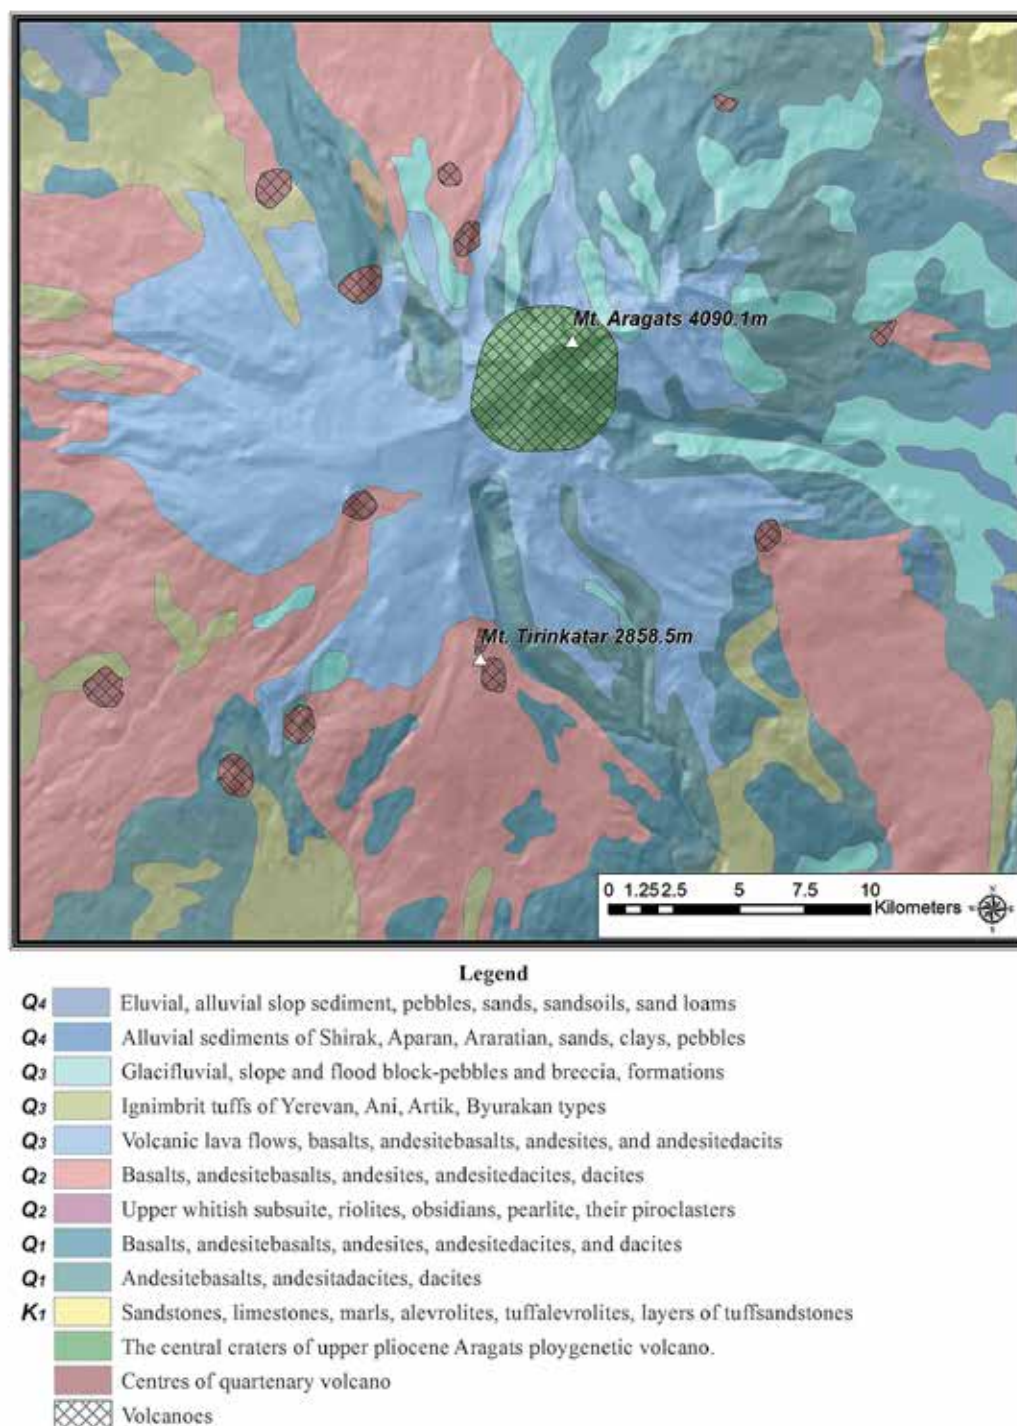 Mt. Aragats 4090.1m
Mt. Tirinkatar 2858.5m
0 1.25 2.5 5 7.5 10
Kilometers
Legend
Q4 Eluvial, alluvial slop sediment, pebbles, sands, sandsoils, sand loams
Q4 Alluvial sediments of Shirak, Aparan, Araratian, sands, clays, pebbles
Q3 Glacifluvial, slope and flood block-pebbles and breccia, formations
Q3 Ignimbrit tuffs of Yerevan, Ani, Artik, Byurakan types
Q3 Volcanic lava flows, basalts, andesitebasalts, andesites, and andesitedacits
Q2 Basalts, andesitebasalts, andesites, andesitedacites, dacites
Q2 Upper whitish subsuite, riolites, obsidians, pearlite, their piroclasters
Q1 Basalts, andesitebasalts, andesites, andesitedacites, and dacites
Q1 Andesitebasalts, andesitadacites, dacites
K1 Sandstones, limestones, marls, alevrolites, tuffalevrolites, layers of tuffsandstones
The central craters of upper pliocene Aragats ploygenetic volcano.
Centres of quartenary volcano
Volcanoes